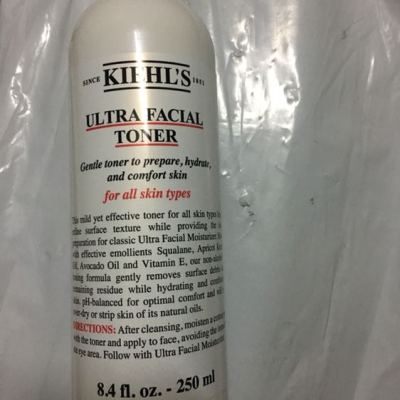 SINCE KIEHL'S 1851
ULTRA FACIAL
TONER
Gentle toner to prepare, hydrate,
and comfort skin
for all skin types
This mild yet effective toner for all skin types
surface texture while providing the
preparation for classic Ultra Facial Moisturizer.
with effective emollients Squalane, Apricot
Avocado Oil and Vitamin E, our
formula gently removes surface debris
remaining residue while hydrating and
skin. pH-balanced for optimal comfort and will
over-dry or strip skin of its natural oils.
DIRECTIONS: After cleansing, moisten a cotton
with the toner and apply to face, avoiding the
eye area. Follow with Ultra Facial
8.4 fl. oz. - 250 ml